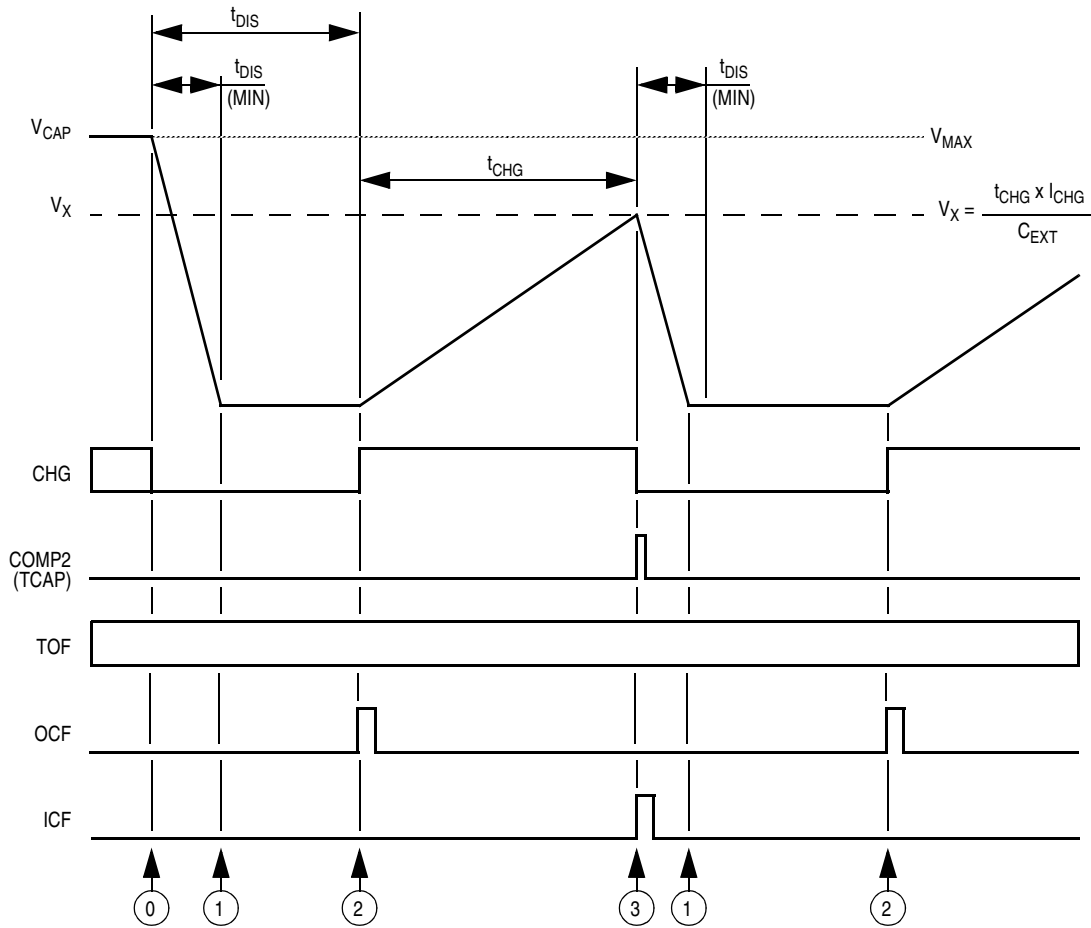 tDIS
tDIS
(MIN)
tDIS
(MIN)
VCAP
VMAX
tCHG
VX
VX = tCHG x ICHG
CEXT
CHG
COMP2
(TCAP)
TOF
OCF
ICF
0 1 2 3 1 2